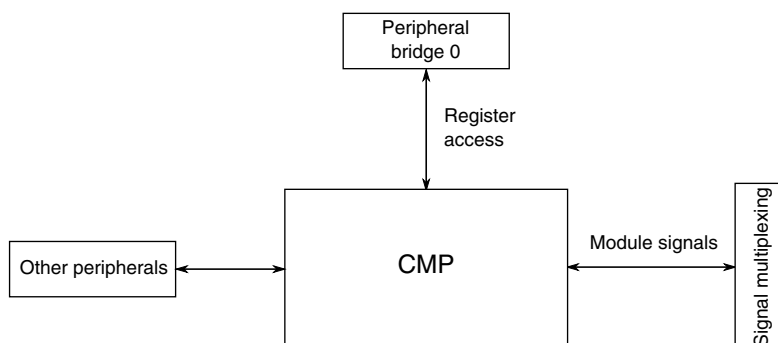 Peripheral
bridge 0
Register
access
Other peripherals
CMP
Module signals
Signal multiplexing